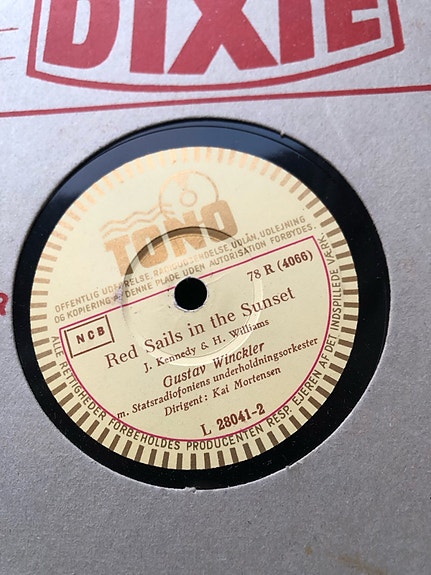 DIXIE
TONO
OFFENTLIG UDFØRELSE, RADIOUDSENDELSE, UDLÅN, UDLEJNING
OG KOPIERING AF DENNE PLADE UDEN AUTORISATION FORBYDES.
NCB
78 R (4066)
Red Sails in the Sunset
J. Kennedy & H. Williams
Gustav Winckler
m. Statsradiofoniens underholdningsorkester
Dirigent: Kai Mortensen
L 28041-2
ALLE RETTIGHEDER FORBEHOLDES PRODUCENTEN RESP. EJEREN AF DET INDSPILLEDE VÆRK.
R